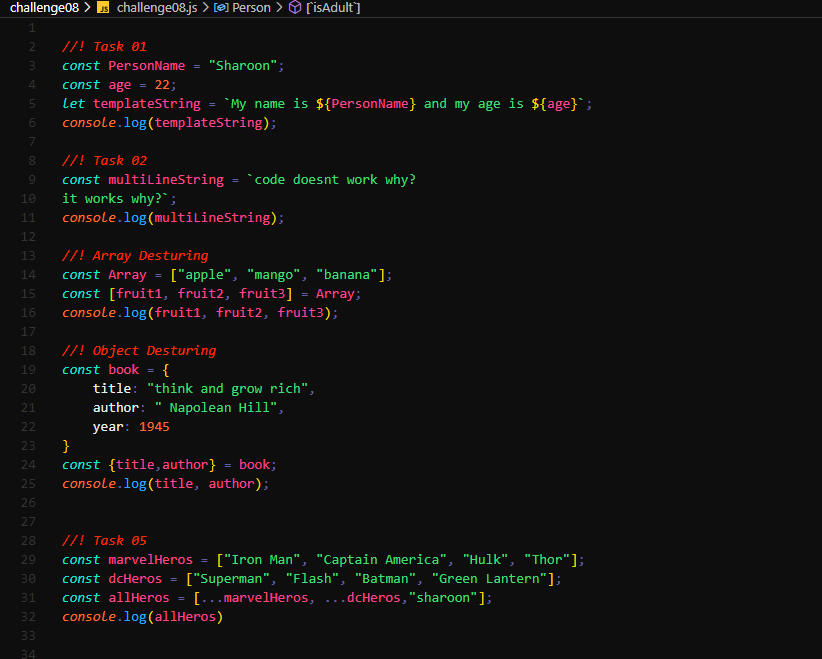 challenge08 > JS challenge08.js > Person > [`isAdult`]
1
2 //! Task 01
3 const PersonName = "Sharoon";
4 const age = 22;
5 let templateString = `My name is ${PersonName} and my age is ${age}`;
6 console.log(templateString);
7
8 //! Task 02
9 const multiLineString = `code doesnt work why?
10 it works why?`;
11 console.log(multiLineString);
12
13 //! Array Desturing
14 const Array = ["apple", "mango", "banana"];
15 const [fruit1, fruit2, fruit3] = Array;
16 console.log(fruit1, fruit2, fruit3);
17
18 //! Object Desturing
19 const book = {
20     title: "think and grow rich",
21     author: " Napolean Hill",
22     year: 1945
23 }
24 const {title,author} = book;
25 console.log(title, author);
26
27
28 //! Task 05
29 const marvelHeros = ["Iron Man", "Captain America", "Hulk", "Thor"];
30 const dcHeros = ["Superman", "Flash", "Batman", "Green Lantern"];
31 const allHeros = [...marvelHeros, ...dcHeros,"sharoon"];
32 console.log(allHeros)
33
34